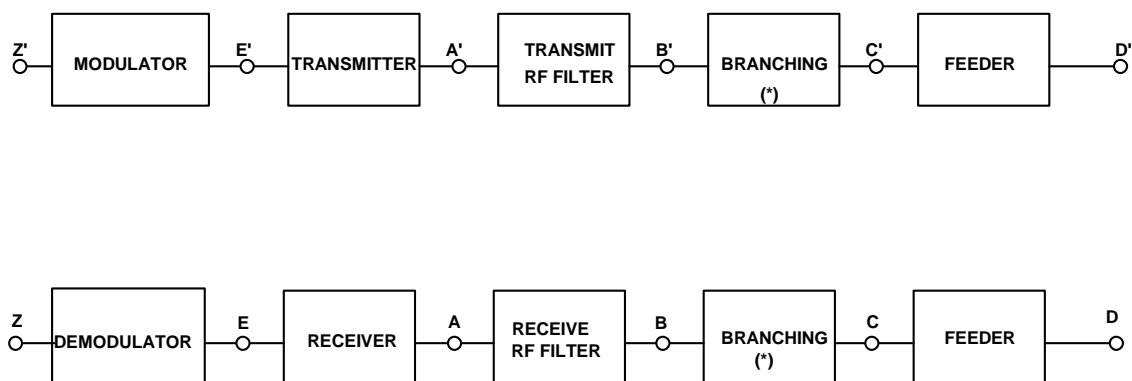 Z' E' A' B' C' D'
MODULATOR TRANSMITTER TRANSMIT RF FILTER BRANCHING (*) FEEDER
Z E A B C D
DEMODULATOR RECEIVER RECEIVE RF FILTER BRANCHING (*) FEEDER